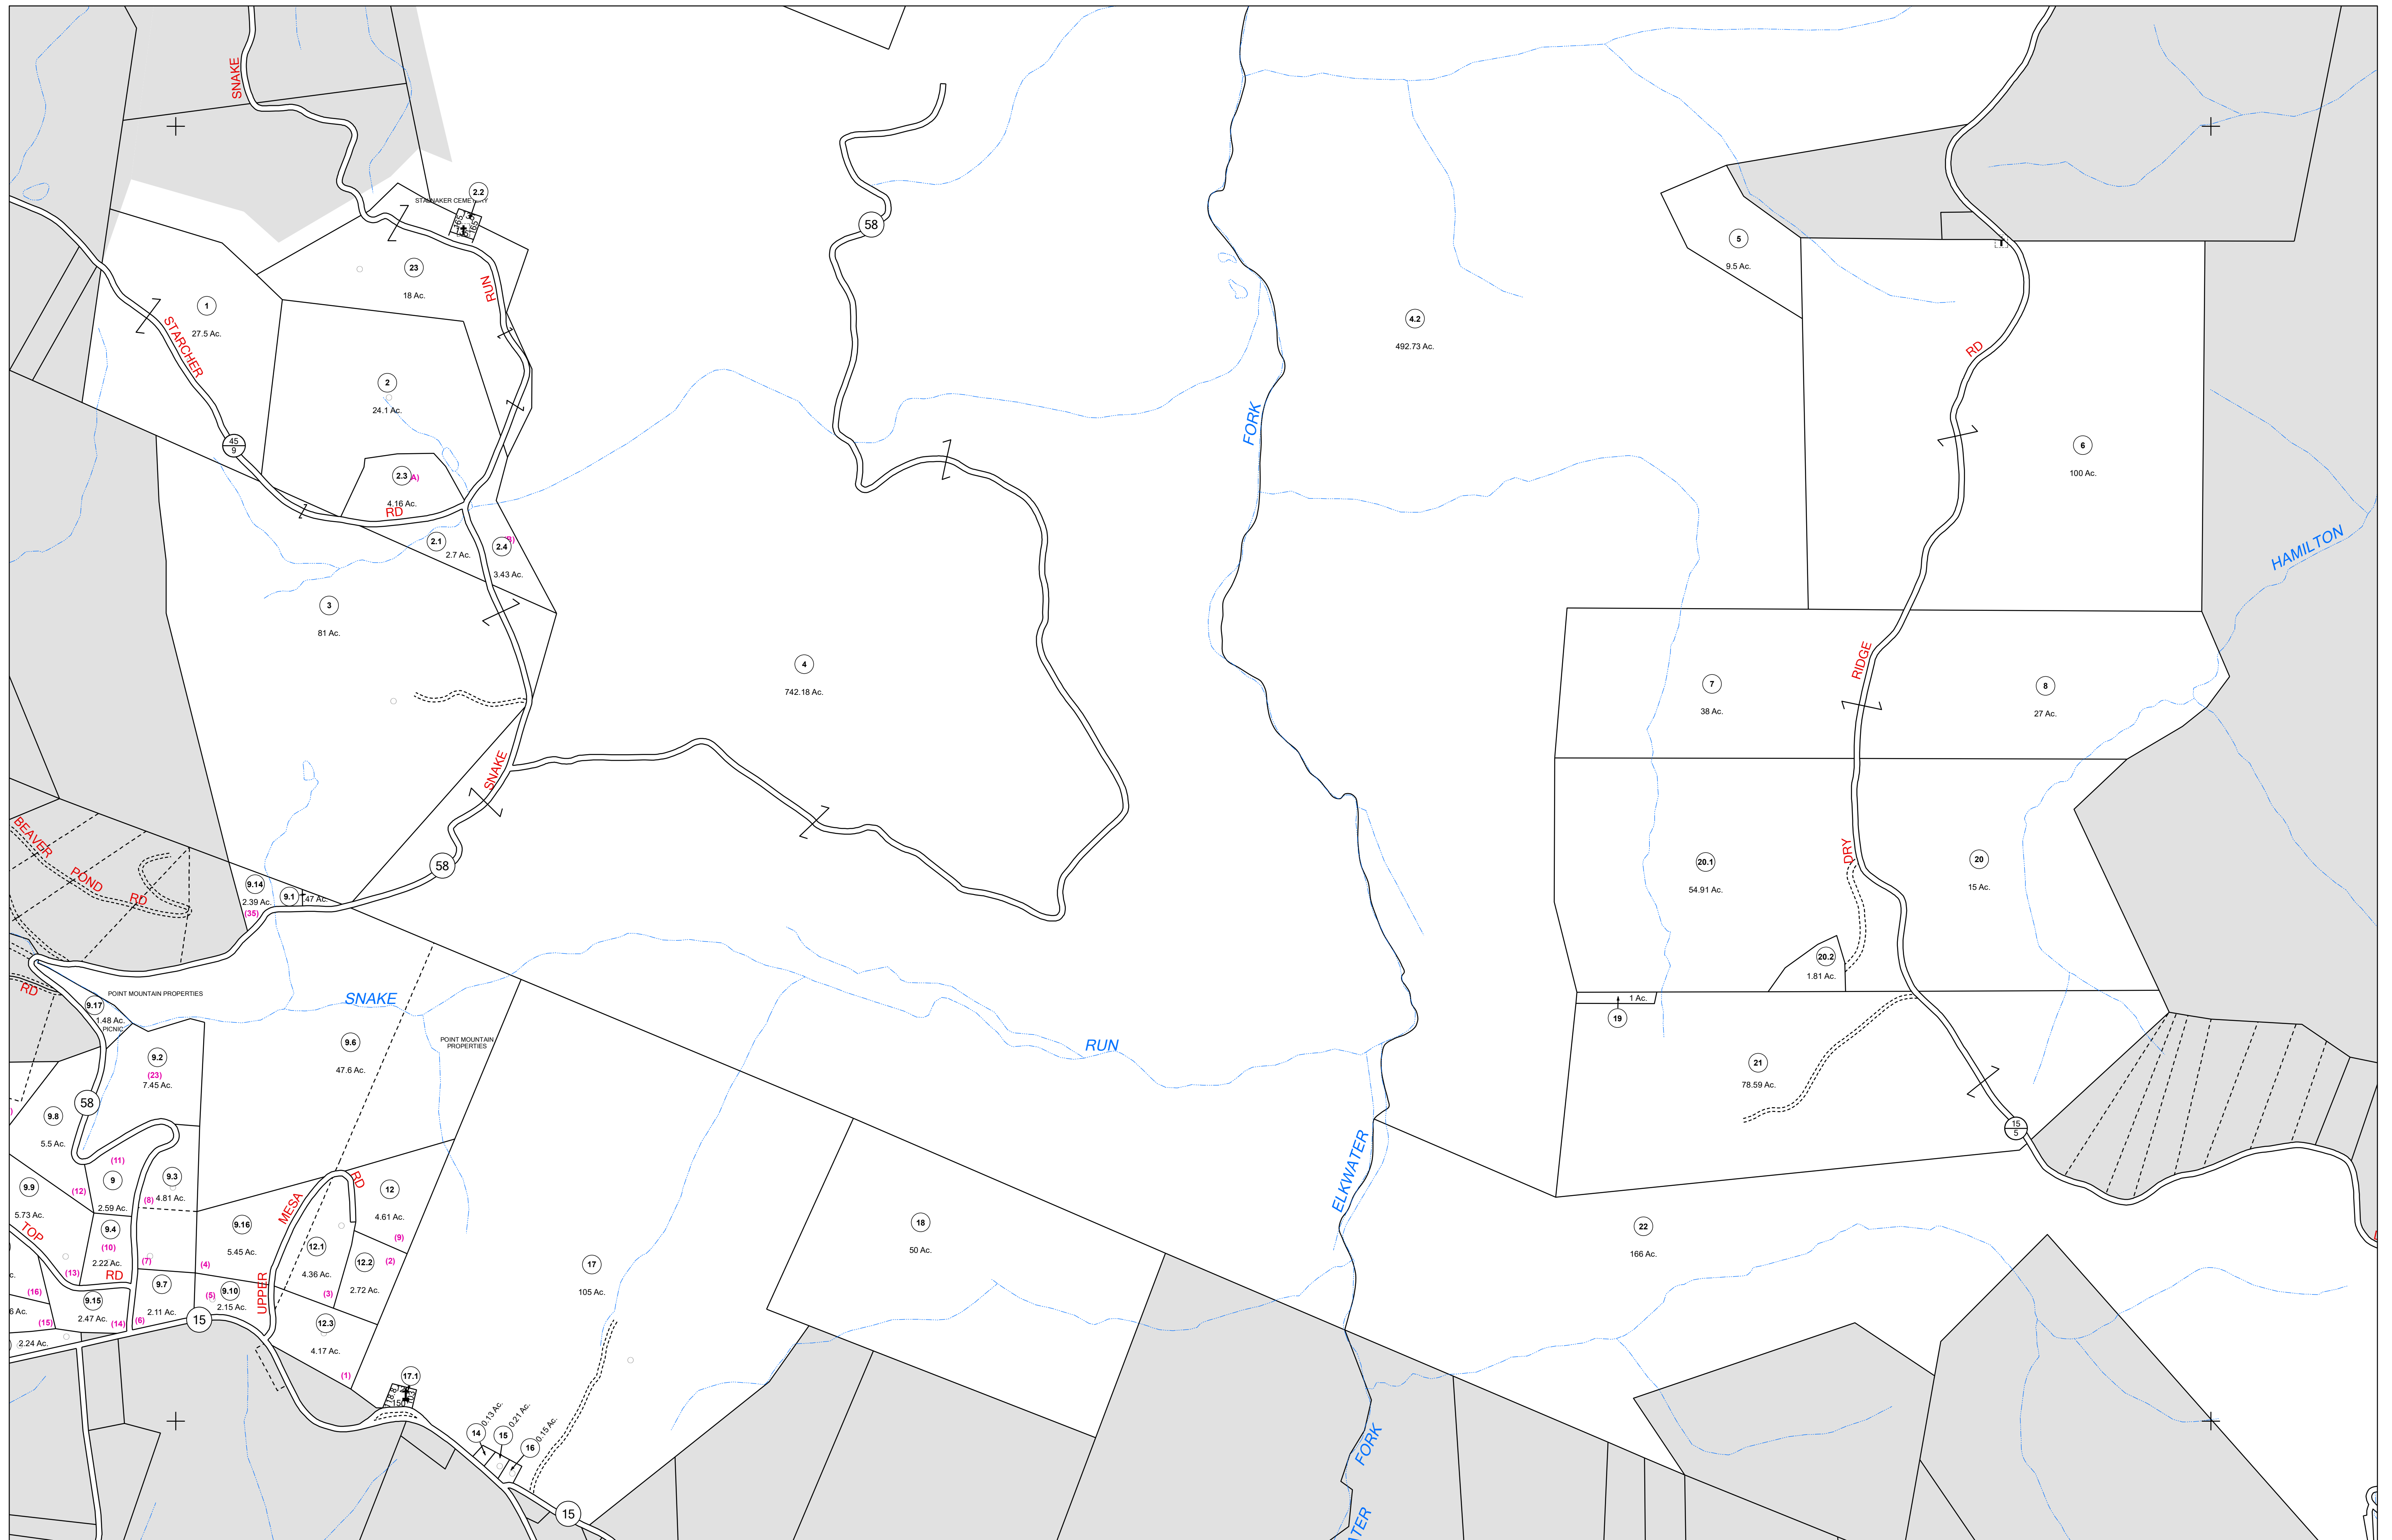 SNAKE
2.2
STALNAKER CEMETERY
165
165
58
RUN
23
18 Ac.
1
27.5 Ac.
STARCHER
2
24.1 Ac.
45
9
2.3
4.16 Ac.
RD
2.1
2.7 Ac.
2.4
3.43 Ac.
3
81 Ac.
4
742.18 Ac.
FORK
4.2
492.73 Ac.
5
9.5 Ac.
RD
6
100 Ac.
HAMILTON
RIDGE
7
38 Ac.
8
27 Ac.
SNAKE
58
BEAVER
POND
RD
9.14
2.39 Ac.
(35)
9.1
.47 Ac.
DRY
20.1
54.91 Ac.
20
15 Ac.
20.2
1.81 Ac.
1 Ac.
19
RD
POINT MOUNTAIN PROPERTIES
9.17
1.48 Ac.
PICNIC
SNAKE
RUN
9.2
(23)
7.45 Ac.
9.6
47.6 Ac.
POINT MOUNTAIN
PROPERTIES
21
78.59 Ac.
15
5
58
9.8
5.5 Ac.
(11)
9
2.59 Ac.
(12)
9.3
4.81 Ac.
(8)
9.9
5.73 Ac.
TOP
9.4
(10)
2.22 Ac.
RD
(13)
(7)
(4)
9.16
5.45 Ac.
MESA
RD
UPPER
12
4.61 Ac.
(9)
12.1
4.36 Ac.
(3)
12.2
2.72 Ac.
(2)
ELKWATER
18
50 Ac.
22
166 Ac.
17
105 Ac.
(16)
9.15
2.47 Ac.
(15)
(14)
(6)
9.7
2.11 Ac.
(5)
9.10
2.15 Ac.
15
2.24 Ac.
12.3
4.17 Ac.
(1)
17.1
150
14
0.13 Ac.
15
0.21 Ac.
16
0.15 Ac.
15
FORK